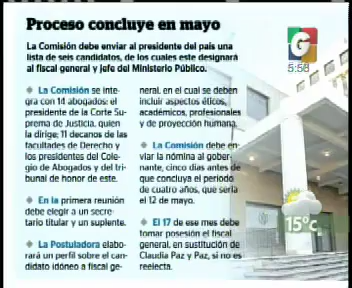 Proceso concluye en mayo
La Comisión debe enviar al presidente del país una
lista de seis candidatos, de los cuales este designará
al fiscal general y jefe del Ministerio Público.
La Comisión se inte-
gra con 14 abogados: el
presidente de la Corte Su-
prema de Justicia, quien
la dirige; 11 decanos de las
facultades de Derecho y
los presidentes del Cole-
gio de Abogados y del tri-
bunal de honor de este.
En la primera reunión
debe elegir a un secre-
tario titular y un suplente.
La Postuladora elabo-
rará un perfil sobre el can-
didato idóneo a fiscal ge-
neral, en el cual se deben
incluir aspectos éticos,
académicos, profesionales
y de proyección humana.
La Comisión debe en-
viar la nómina al gober-
nante, cinco días antes de
que concluya el período
de cuatro años, que sería
el 12 de mayo.
El 17 de ese mes debe
tomar posesión el fiscal
general, en sustitución de
Claudia Paz y Paz, si no es
reelecta.
G
5:58
15°C